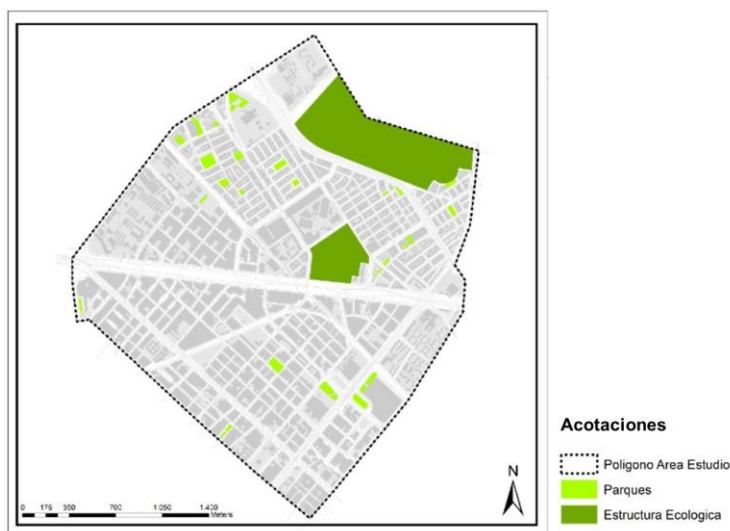 N
0 175 350 700 1.050 1.400
Meters
Acotaciones
Poligono Area Estudio
Parques
Estructura Ecologica